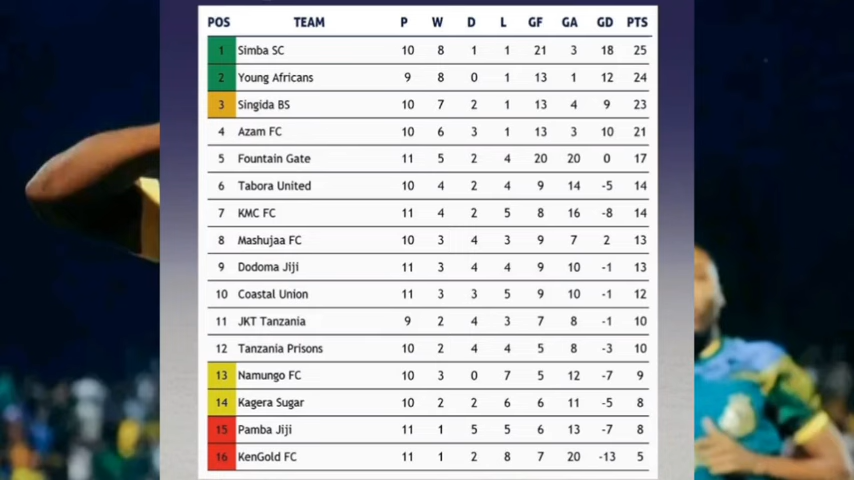 POS TEAM P W D L GF GA GD PTS
1 Simba SC 10 8 1 1 21 3 18 25
2 Young Africans 9 8 0 1 13 1 12 24
3 Singida BS 10 7 2 1 13 4 9 23
4 Azam FC 10 6 3 1 13 3 10 21
5 Fountain Gate 11 5 2 4 20 20 0 17
6 Tabora United 10 4 2 4 9 14 -5 14
7 KMC FC 11 4 2 5 8 16 -8 14
8 Mashujaa FC 10 3 4 3 9 7 2 13
9 Dodoma Jiji 11 3 4 4 9 10 -1 13
10 Coastal Union 11 3 3 5 9 10 -1 12
11 JKT Tanzania 9 2 4 3 7 8 -1 10
12 Tanzania Prisons 10 2 4 4 5 8 -3 10
13 Namungo FC 10 3 0 7 5 12 -7 9
14 Kagera Sugar 10 2 2 6 6 11 -5 8
15 Pamba Jiji 11 1 5 5 6 13 -7 8
16 KenGold FC 11 1 2 8 7 20 -13 5